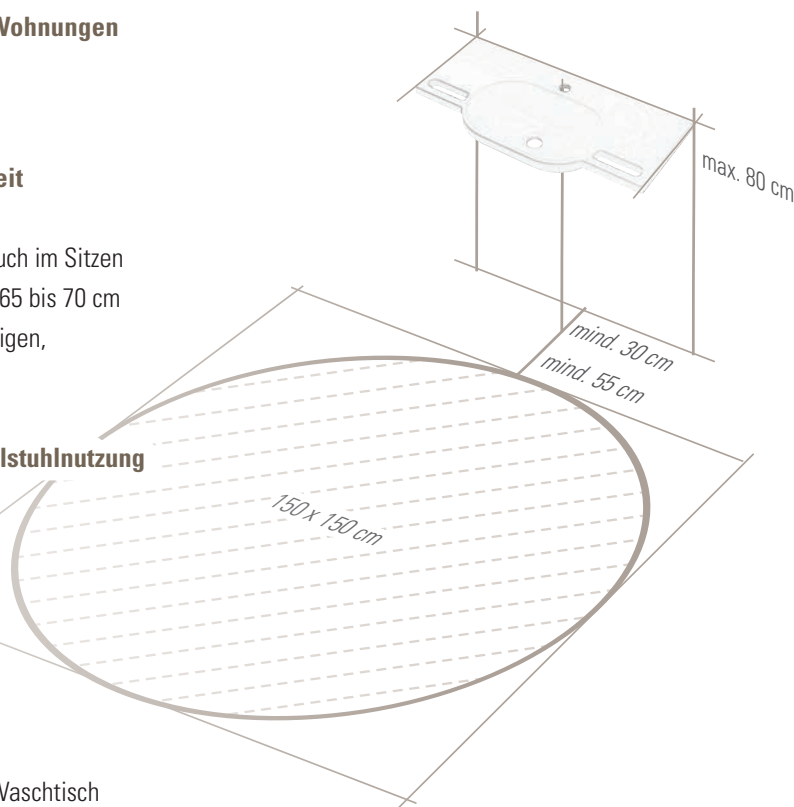 Wohnungen
eit
uch im Sitzen
65 bis 70 cm
igen,
lstuhlnutzung
Waschtisch
max. 80 cm
mind. 30 cm
mind. 55 cm
150 x 150 cm